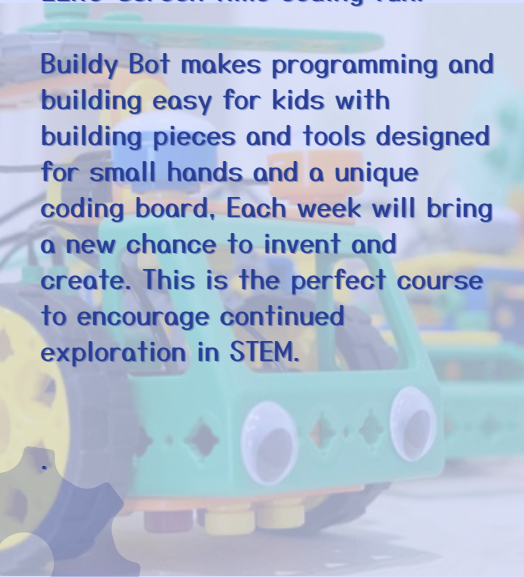 Buildy Bot makes programming and
building easy for kids with
building pieces and tools designed
for small hands and a unique
coding board, Each week will bring
a new chance to invent and
create. This is the perfect course
to encourage continued
exploration in STEM.
.